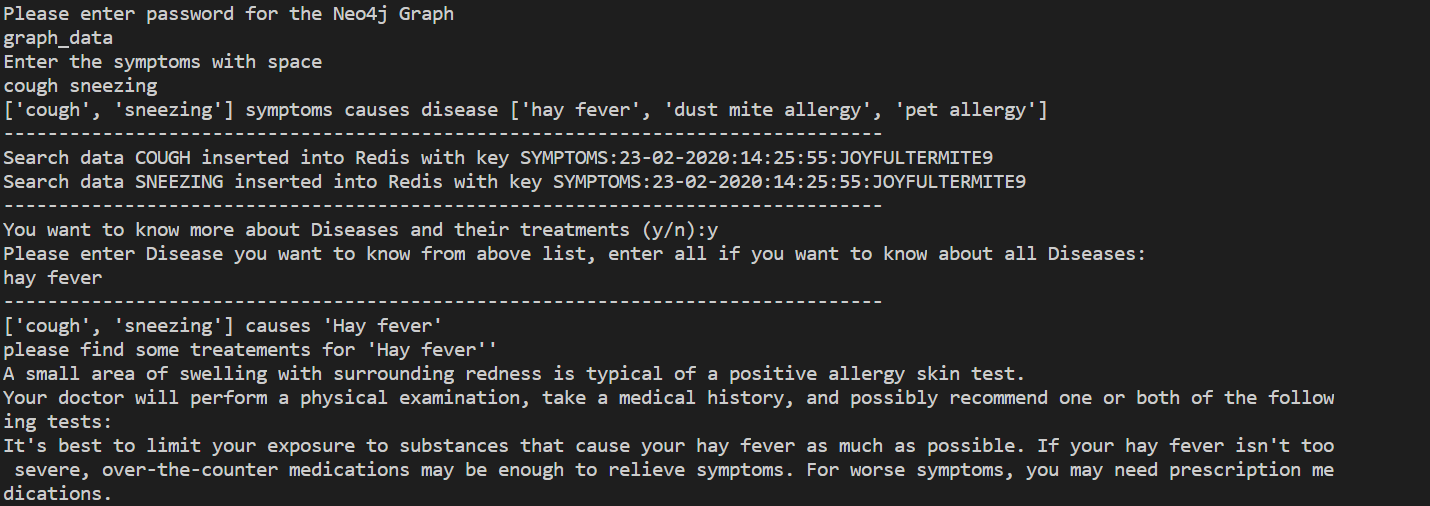 Please enter password for the Neo4j Graph
graph_data
Enter the symptoms with space
cough sneezing
['cough', 'sneezing'] symptoms causes disease ['hay fever', 'dust mite allergy', 'pet allergy']
--------------------------------------------------------------------------------
Search data COUGH inserted into Redis with key SYMPTOMS:23-02-2020:14:25:55:JOYFULTERMITE9
Search data SNEEZING inserted into Redis with key SYMPTOMS:23-02-2020:14:25:55:JOYFULTERMITE9
--------------------------------------------------------------------------------
You want to know more about Diseases and their treatments (y/n):y
Please enter Disease you want to know from above list, enter all if you want to know about all Diseases:
hay fever
--------------------------------------------------------------------------------
['cough', 'sneezing'] causes 'Hay fever'
please find some treatements for 'Hay fever''
A small area of swelling with surrounding redness is typical of a positive allergy skin test.
Your doctor will perform a physical examination, take a medical history, and possibly recommend one or both of the follow
ing tests:
It's best to limit your exposure to substances that cause your hay fever as much as possible. If your hay fever isn't too
 severe, over-the-counter medications may be enough to relieve symptoms. For worse symptoms, you may need prescription me
dications.